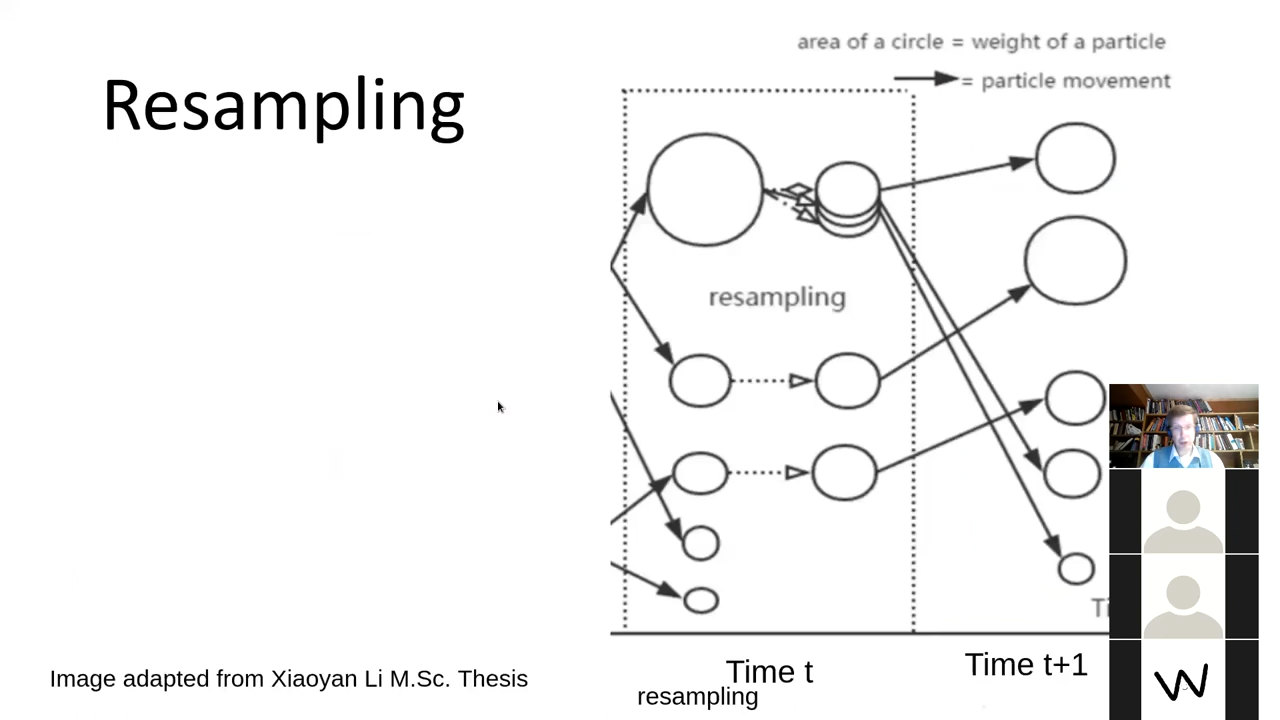 area of a circle = weight of a particle
= particle movement
Resampling
resampling
Time t
Time t+1
resampling
Image adapted from Xiaoyan Li M.Sc. Thesis
W